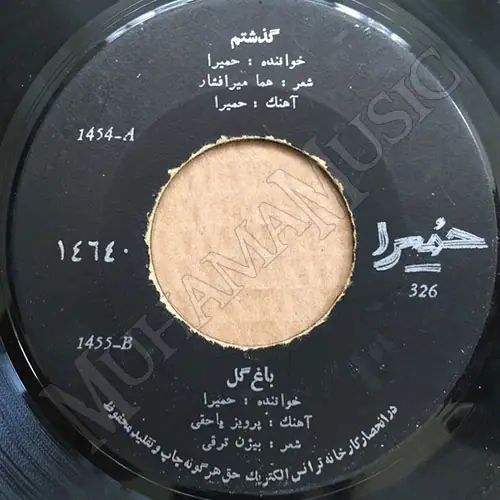 گذشتم
خواننده : حمیرا
شعر : هما میرافشار
آهنگ : حمیرا
1454-A
۱٤٦٤۰
حمیرا
326
1455-B
باغ گل
خواننده : حمیرا
آهنگ : پرویز یاحقی
شعر : بیژن ترقی
در انحصار کارخانه ترانس الکتریک حق هرگونه چاپ و تقلید محفوظ
MUHAMAMUSIC